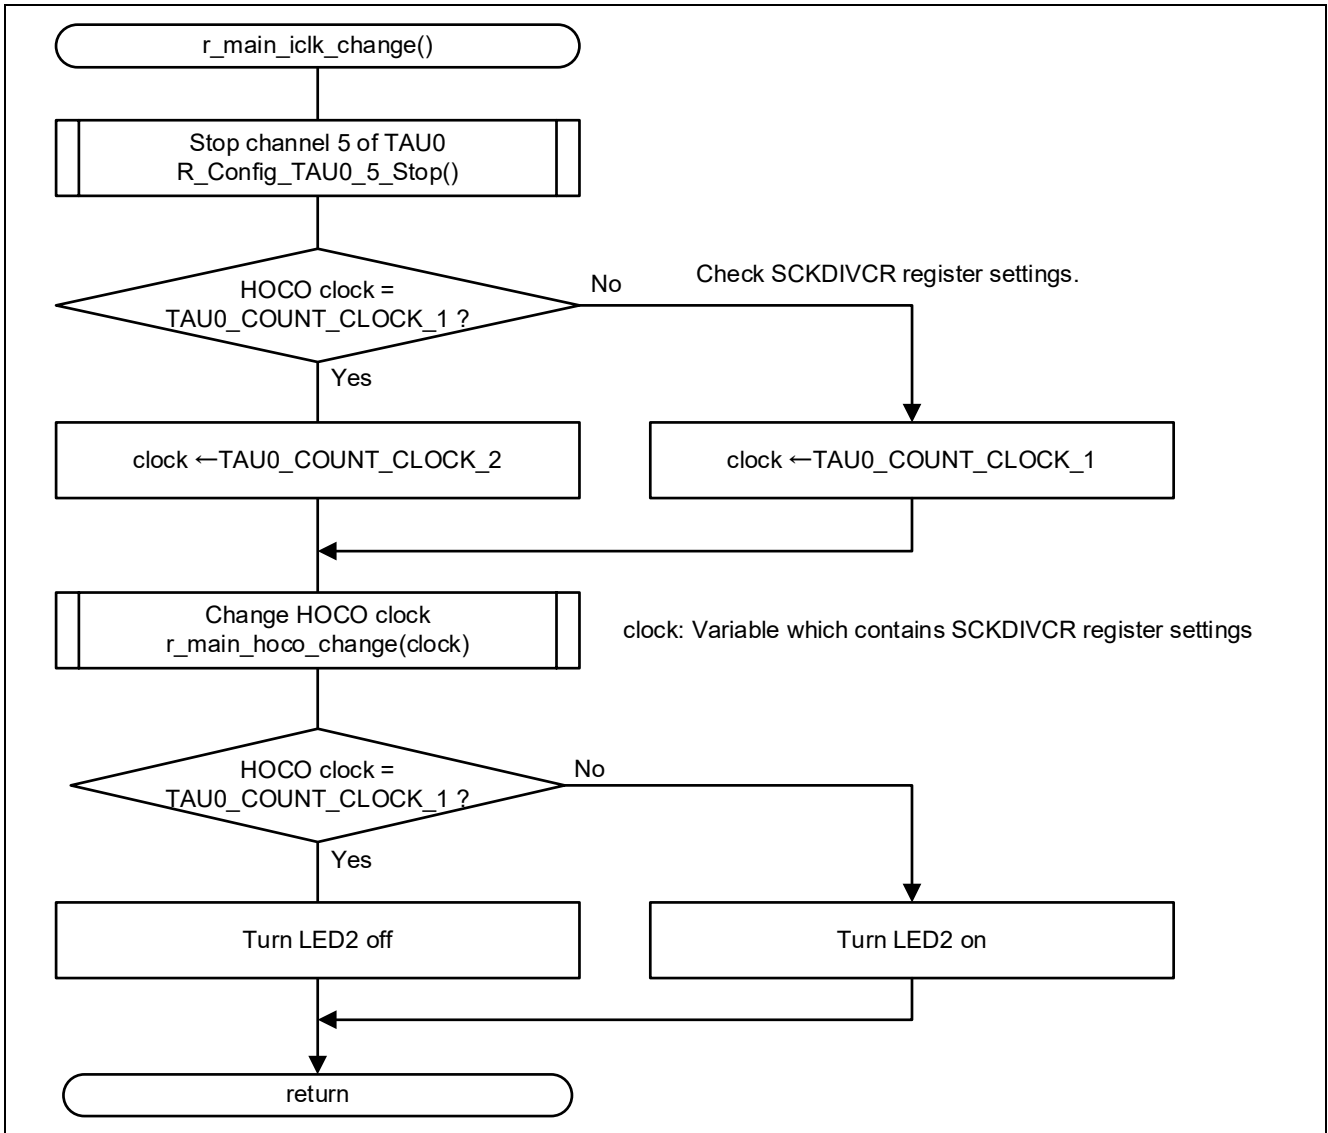 r_main_iclk_change()
Stop channel 5 of TAU0
R_Config_TAU0_5_Stop()
HOCO clock =
TAU0_COUNT_CLOCK_1 ?
No
Check SCKDIVCR register settings.
Yes
clock ←TAU0_COUNT_CLOCK_2
clock ←TAU0_COUNT_CLOCK_1
Change HOCO clock
r_main_hoco_change(clock)
clock: Variable which contains SCKDIVCR register settings
HOCO clock =
TAU0_COUNT_CLOCK_1 ?
No
Yes
Turn LED2 off
Turn LED2 on
return